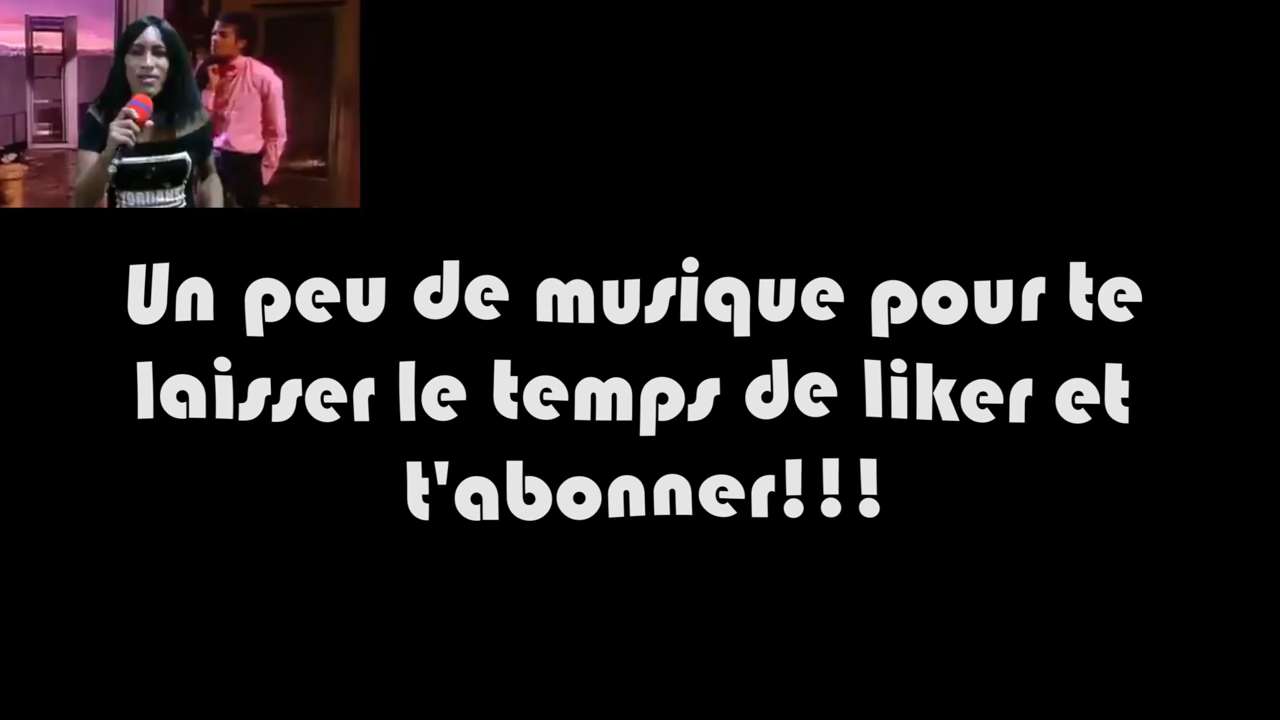 Un peu de musique pour te
laisser le temps de liker et
t'abonner!!!